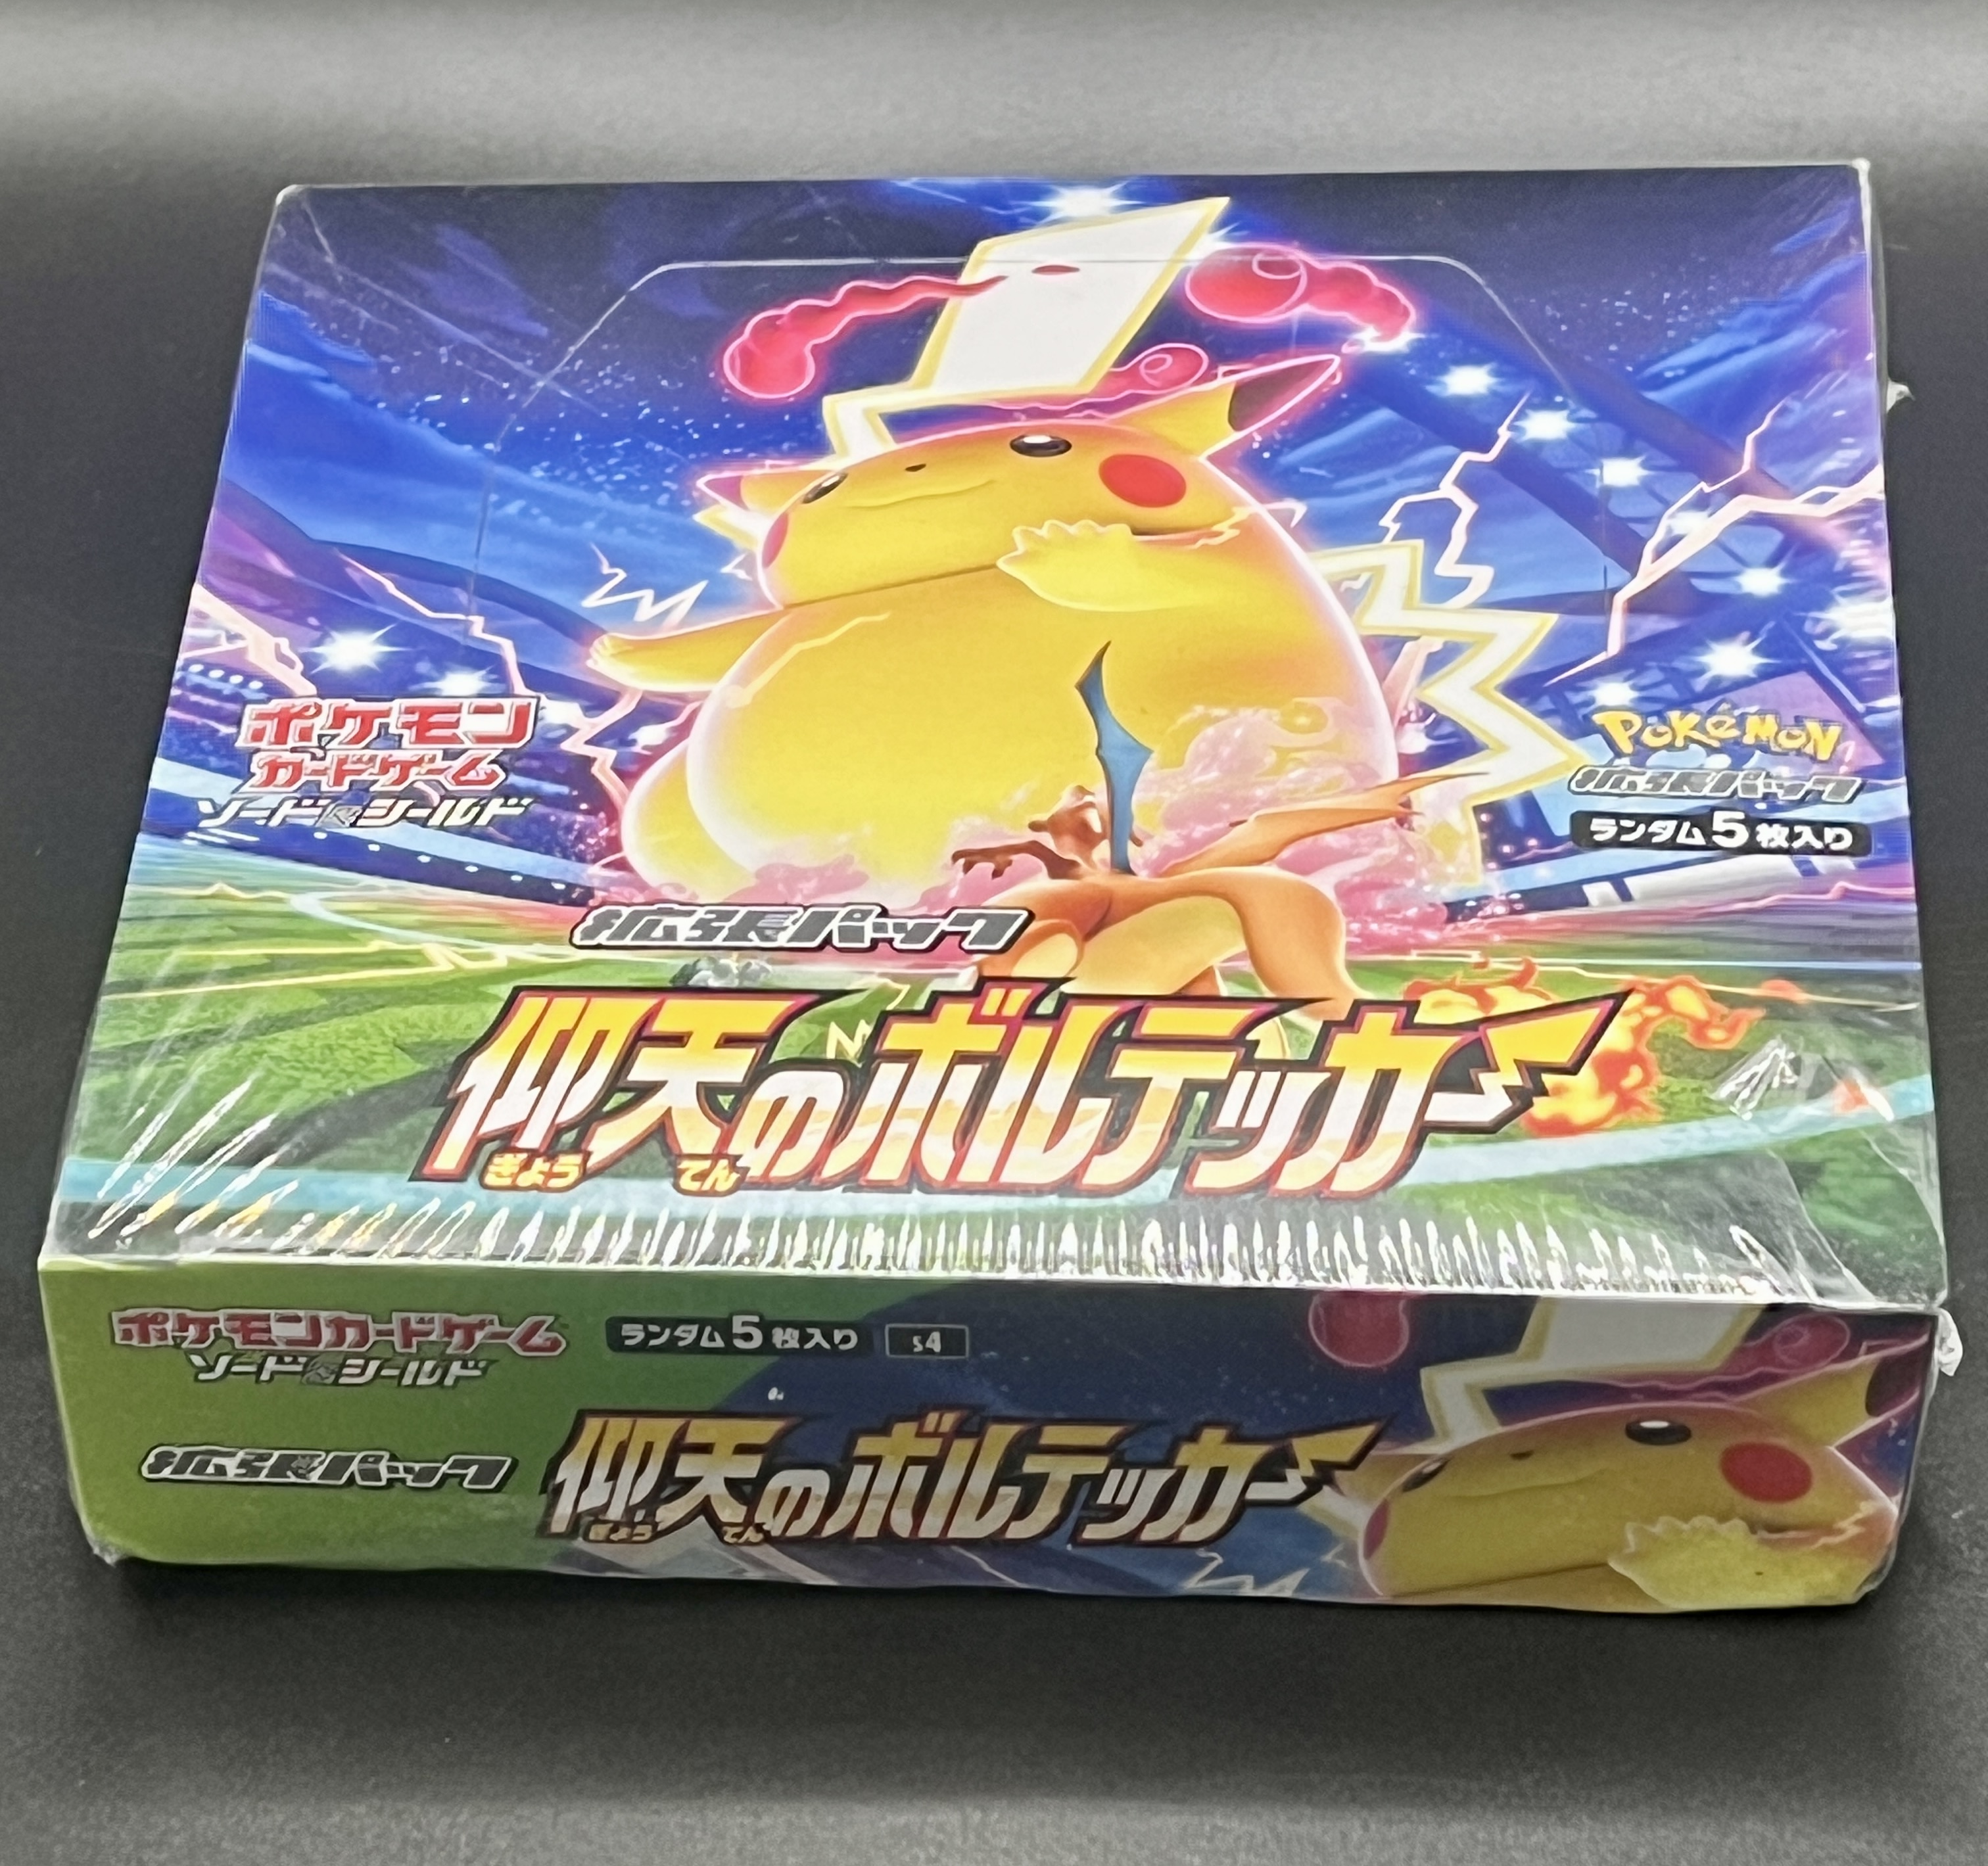 ポケモン
カードゲーム
ソード&シールド
POKéMON
拡張パック
ランダム5枚入り
拡張パック
仰天のボルテッカー
ぎょう てん
ポケモンカードゲーム
ソード&シールド
ランダム5枚入り s4
拡張パック
仰天のボルテッカー
ぎょう てん